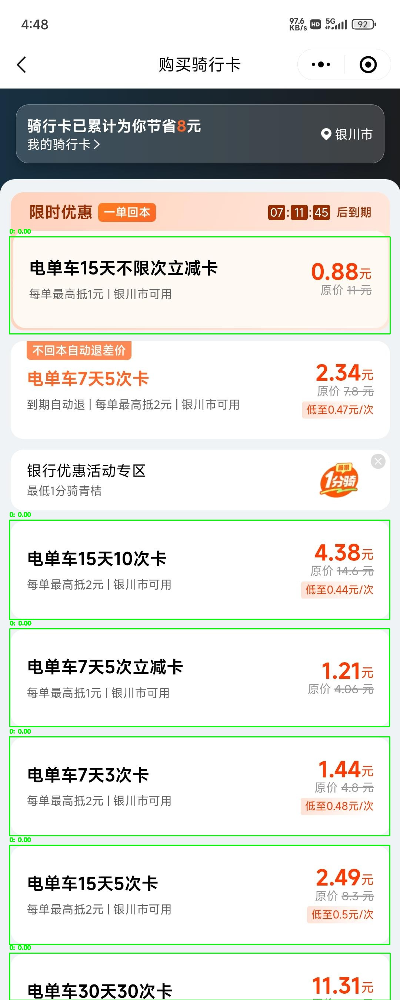 4:48
97.6 KB/s HD 5G 92
购买骑行卡
骑行卡已累计为你节省8元
我的骑行卡>
银川市
限时优惠 一单回本 07:11:45 后到期
0: 0.00
电单车15天不限次立减卡
0.88元
每单最高抵1元 | 银川市可用
原价 11 元
不回本自动退差价
电单车7天5次卡
2.34元
原价 7.8 元
到期自动退 | 每单最高抵2元 | 银川市可用
低至0.47元/次
银行优惠活动专区
最低1分骑青桔
最低
1分骑
0: 0.00
电单车15天10次卡
4.38元
原价 14.6 元
每单最高抵2元 | 银川市可用
低至0.44元/次
0: 0.00
电单车7天5次立减卡
1.21元
每单最高抵1元 | 银川市可用
原价 4.06 元
0: 0.00
电单车7天3次卡
1.44元
原价 4.8 元
每单最高抵2元 | 银川市可用
低至0.48元/次
0: 0.00
电单车15天5次卡
2.49元
原价 8.3 元
每单最高抵2元 | 银川市可用
低至0.5元/次
0: 0.00
电单车30天30次卡
11.31元